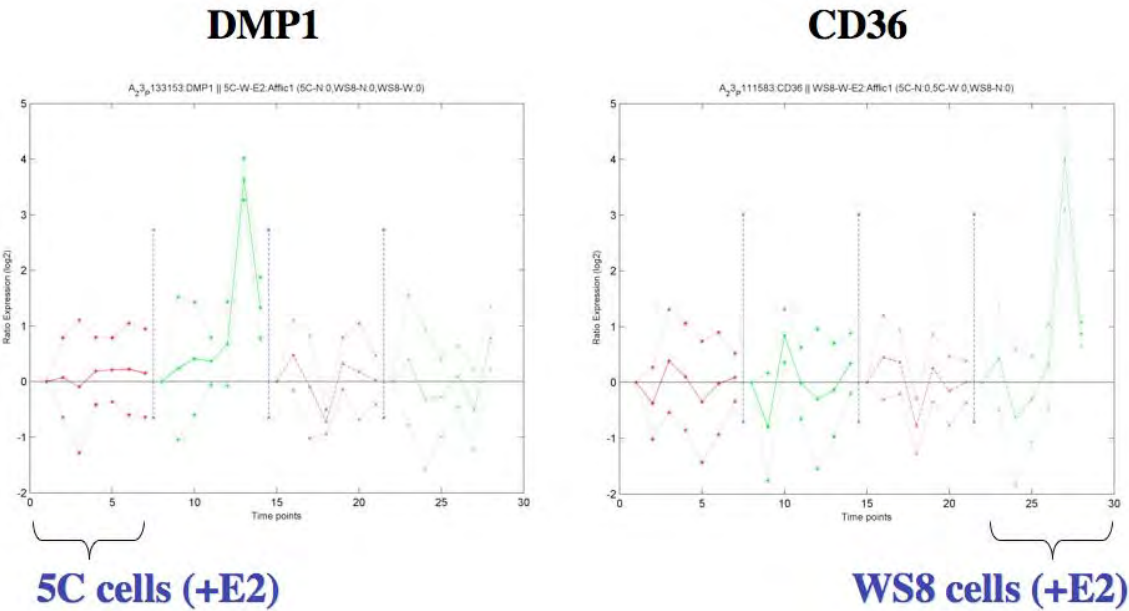 DMP1
CD36
A_23_P133153:DMP1 || 5C-W-E2:Afflic1 (5C-N:0,WS8-N:0,WS8-W:0)
A_23_P111583:CD36 || WS8-W-E2:Afflic1 (5C-N:0,5C-W:0,WS8-N:0)
Ratio Expression (log2)
5
4
3
2
1
0
-1
-2
0 5 10 15 20 25 30
Time points
Ratio Expression (log2)
5
4
3
2
1
0
-1
-2
0 5 10 15 20 25 30
Time points
5C cells (+E2)
WS8 cells (+E2)